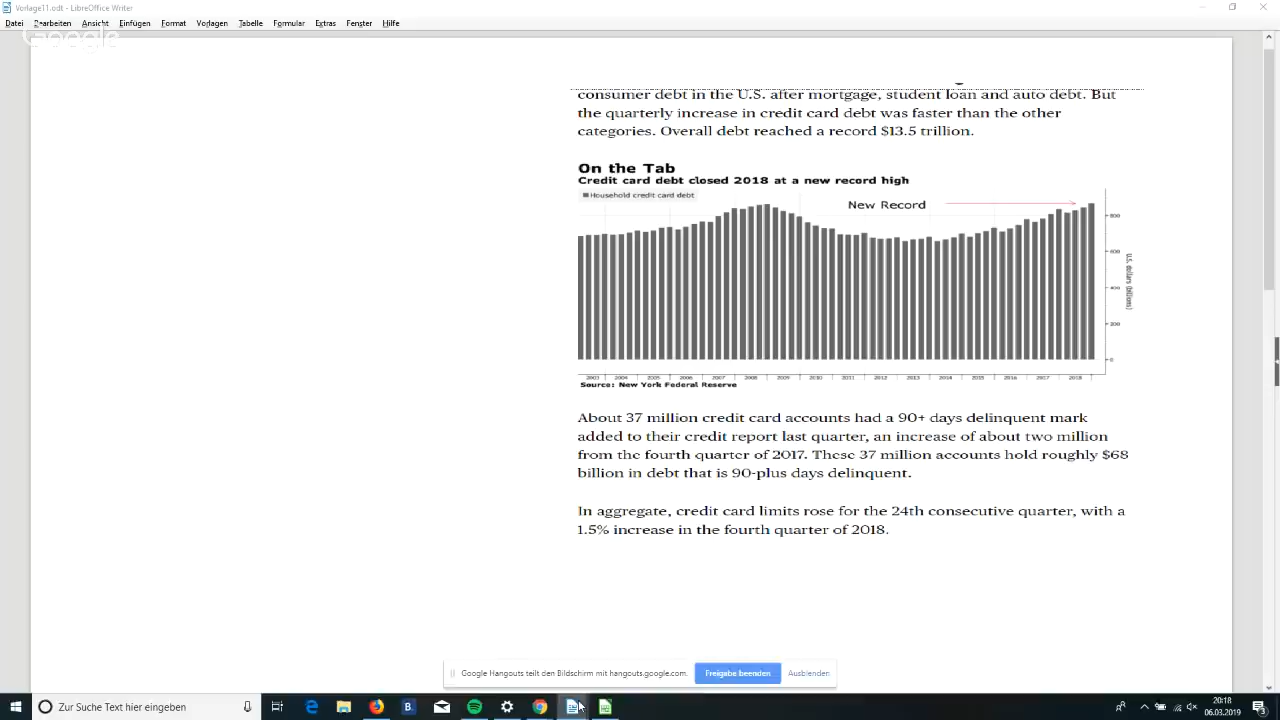 Vorlage11.odt - LibreOffice Writer
Datei Bearbeiten Ansicht Einfügen Format Vorlagen Tabelle Formular Extras Fenster Hilfe
Google
consumer debt in the U.S. after mortgage, student loan and auto debt. But
the quarterly increase in credit card debt was faster than the other
categories. Overall debt reached a record $13.5 trillion.
On the Tab
Credit card debt closed 2018 at a new record high
Household credit card debt
New Record
800
600
400
200
0
U.S. dollars (billions)
2003 2004 2005 2006 2007 2008 2009 2010 2011 2012 2013 2014 2015 2016 2017 2018
Source: New York Federal Reserve
About 37 million credit card accounts had a 90+ days delinquent mark
added to their credit report last quarter, an increase of about two million
from the fourth quarter of 2017. These 37 million accounts hold roughly $68
billion in debt that is 90-plus days delinquent.
In aggregate, credit card limits rose for the 24th consecutive quarter, with a
1.5% increase in the fourth quarter of 2018.
Google Hangouts teilt den Bildschirm mit hangouts.google.com.
Freigabe beenden
Ausblenden
Zur Suche Text hier eingeben
B.
20:18
06.03.2019
3